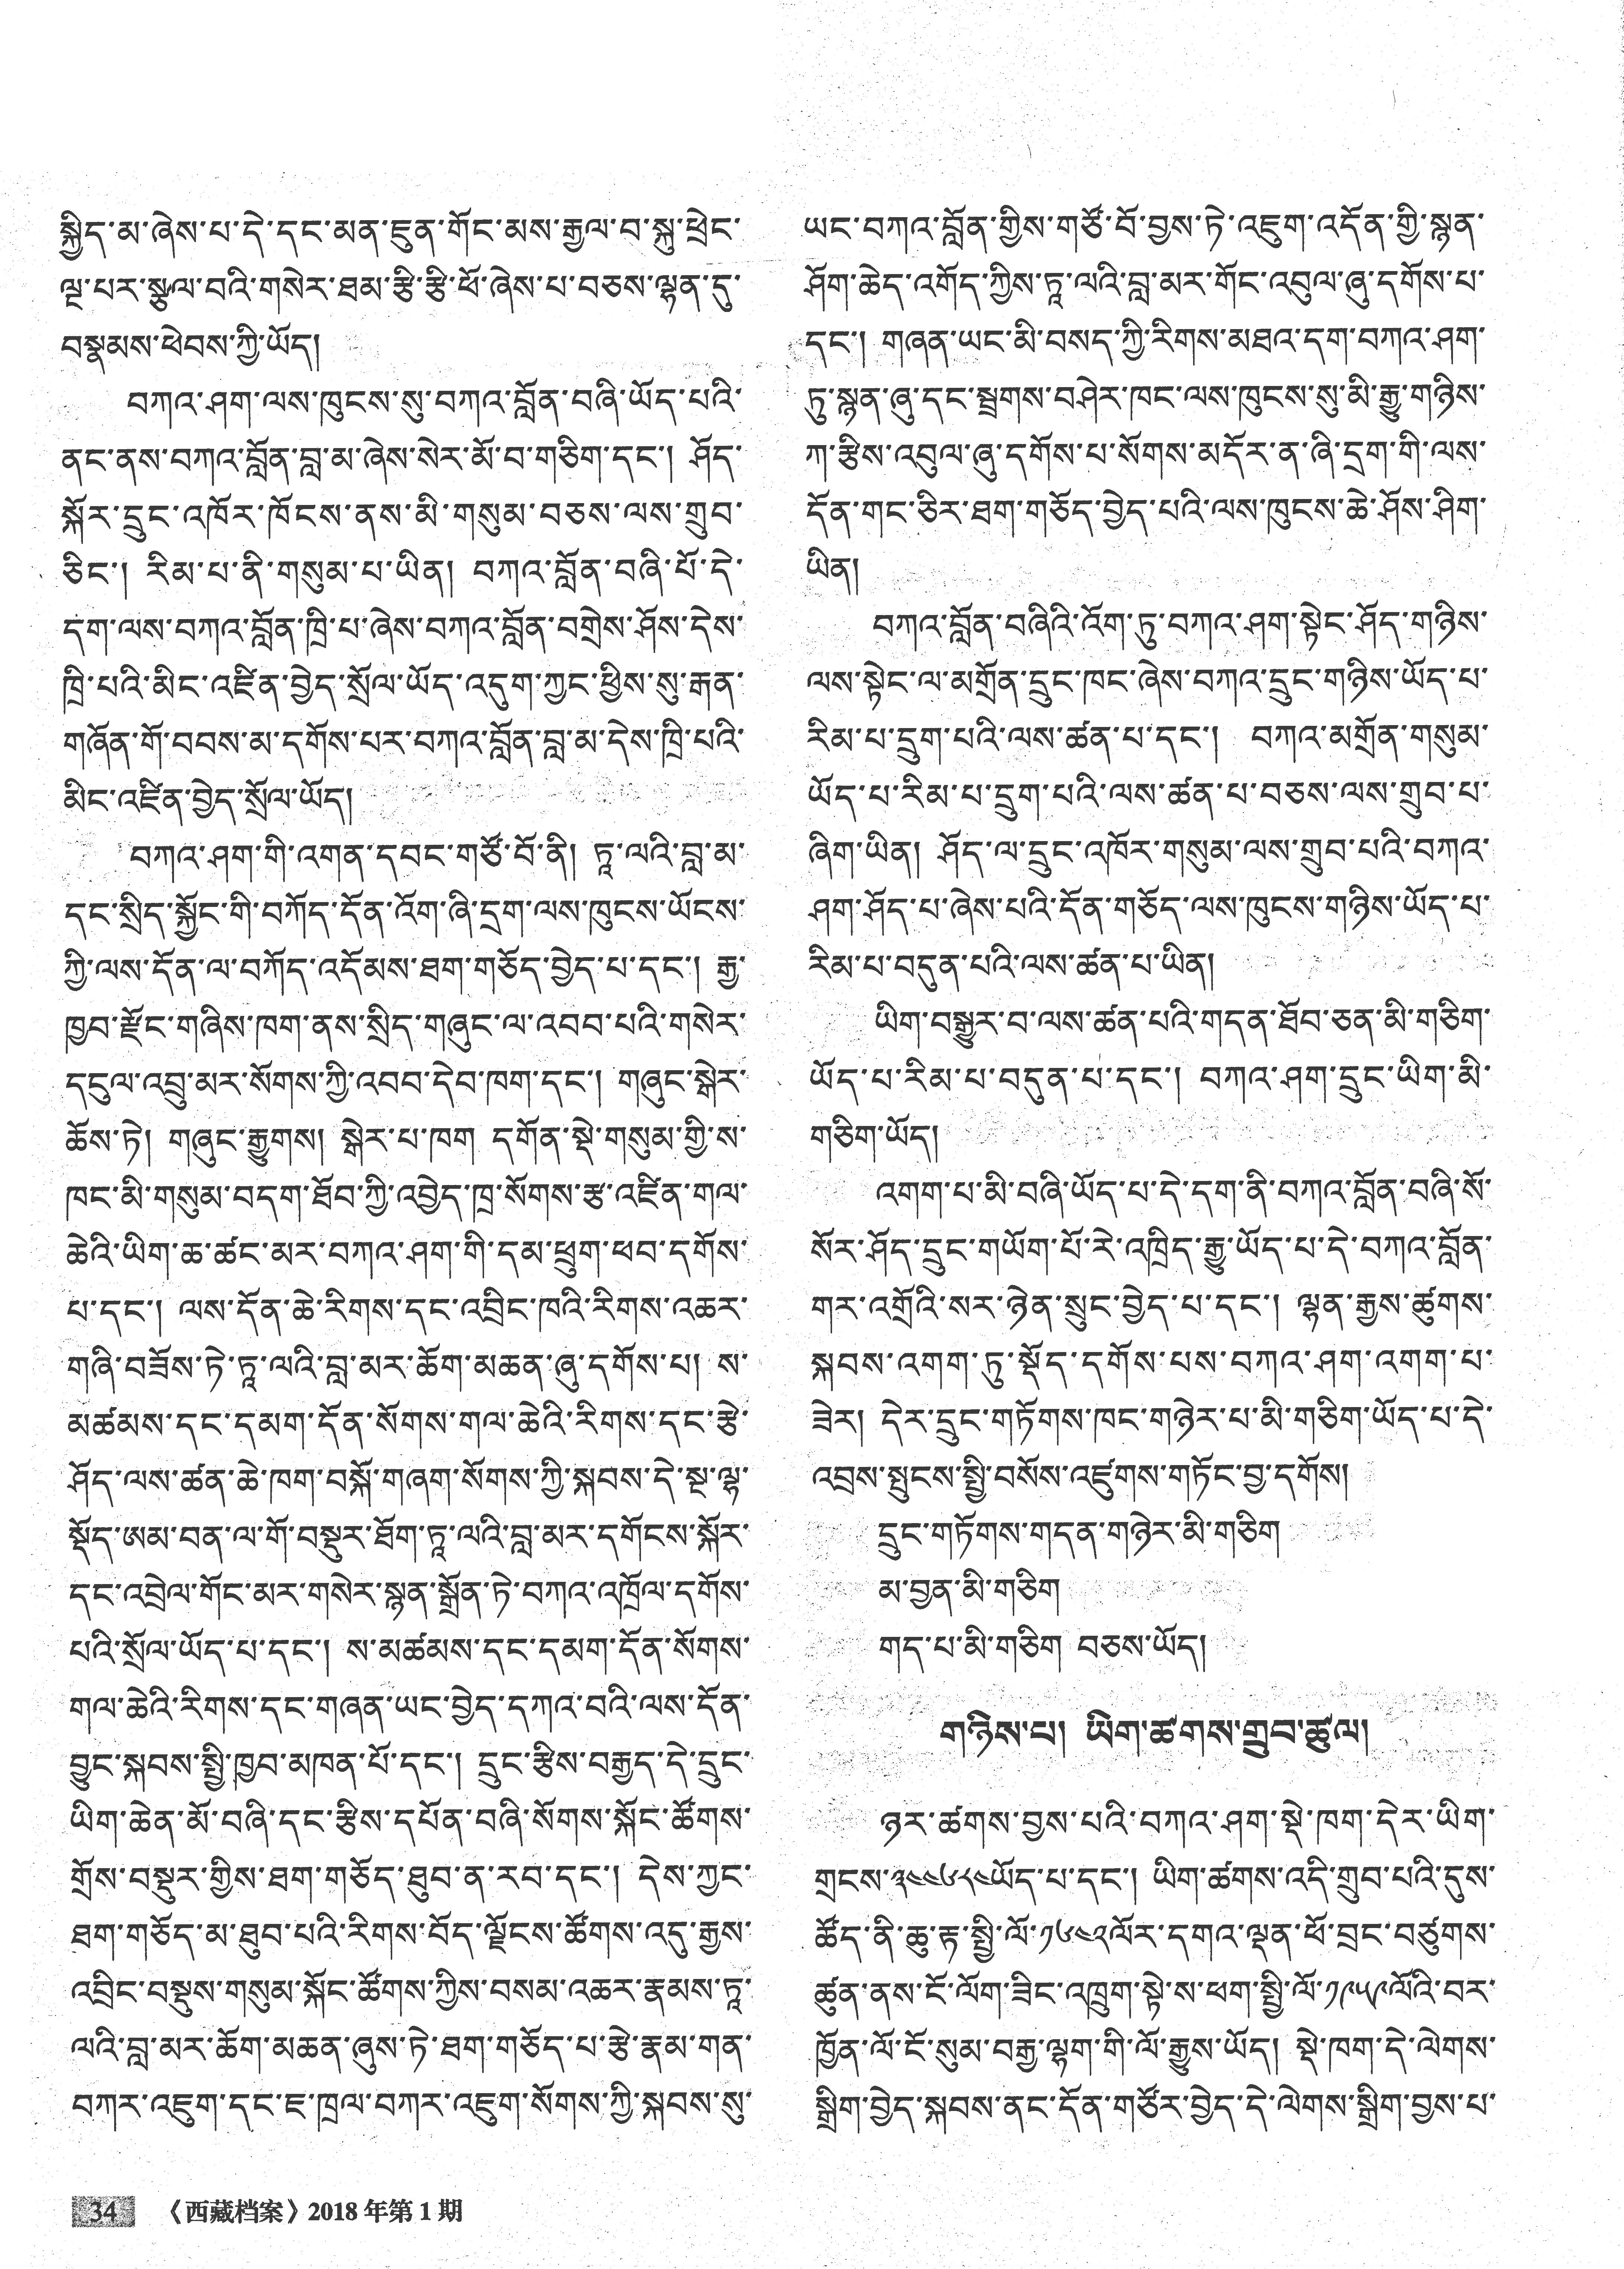 སྐྱིད་མ་ཞེས་པ་དེ་དང་མན་ཇུན་གོང་མས་རྒྱལ་བ་སྐུ་ཕྲེང་
ལྔ་པར་སྩལ་བའི་གསེར་ཐམ་རྩི་རྩི་ཕོ་ཞེས་པ་བཅས་ལྷན་དུ་
བསྣམས་ཕེབས་ཀྱི་ཡོད།
བཀའ་ཤག་ལས་ཁུངས་སུ་བཀའ་བློན་བཞི་ཡོད་པའི་
ནང་ནས་བཀའ་བློན་བླ་མ་ཞེས་སེར་མོ་བ་གཅིག་དང་། ཤོད་
སྐོར་དྲུང་འཁོར་ཁོངས་ནས་མི་གསུམ་བཅས་ལས་གྲུབ་
ཅིང་། རིམ་པ་ནི་གསུམ་པ་ཡིན། བཀའ་བློན་བཞི་པོ་དེ་
དག་ལས་བཀའ་བློན་ཁྲི་པ་ཞེས་བཀའ་བློན་བགྲེས་ཤོས་དེས་
ཁྲི་པའི་མིང་འཛིན་བྱེད་སྲོལ་ཡོད་འདུག་ཀྱང་ཕྱིས་སུ་རྒན་
གཞོན་གོ་བབས་མ་དགོས་པར་བཀའ་བློན་བླ་མ་དེས་ཁྲི་པའི་
མིང་འཛིན་བྱེད་སྲོལ་ཡོད།
བཀའ་ཤག་གི་འགན་དབང་གཙོ་བོ་ནི། ཏཱ་ལའི་བླ་མ་
དང་སྲིད་སྐྱོང་གི་བཀོད་དོན་འོག་ཞི་དྲག་ལས་ཁུངས་ཡོངས་
ཀྱི་ལས་དོན་ལ་བཀོད་འདོམས་ཐག་གཅོད་བྱེད་པ་དང་། རྒྱ་
ཁྱབ་རྫོང་གཞིས་ཁག་ནས་སྲིད་གཞུང་ལ་འབབ་པའི་གསེར་
དངུལ་འབྲུ་མར་སོགས་ཀྱི་འབབ་དེབ་ཁག་དང་། གཞུང་སྒེར་
ཆོས་ཏེ། གཞུང་རྒྱུགས། སྒེར་པ་ཁག དགོན་སྡེ་གསུམ་གྱི་ས་
ཁང་མི་གསུམ་བདག་ཐོབ་ཀྱི་འབྱེད་ཁྲ་སོགས་རྩ་འཛིན་གལ་
ཆེའི་ཡིག་ཆ་ཚང་མར་བཀའ་ཤག་གི་དམ་ཕྲུག་ཕབ་དགོས་
པ་དང་། ལས་དོན་ཆེ་རིགས་དང་འབྲིང་ཁའི་རིགས་འཆར་
གཞི་བཟོས་ཏེ་ཏཱ་ལའི་བླ་མར་ཆོག་མཆན་ཞུ་དགོས་པ། ས་
མཚམས་དང་དམག་དོན་སོགས་གལ་ཆེའི་རིགས་དང་རྩེ་
ཤོད་ལས་ཚན་ཆེ་ཁག་བསྐོ་གཞག་སོགས་ཀྱི་སྐབས་དེ་སྔ་ལྷ་
སྡོད་ཨམ་བན་ལ་གོ་བསྡུར་ཐོག་ཏཱ་ལའི་བླ་མར་དགོངས་སྐོར་
དང་འབྲེལ་གོང་མར་གསེར་སྙན་སྒྲོན་ཏེ་བཀའ་འཁྲོལ་དགོས་
པའི་སྲོལ་ཡོད་པ་དང་། ས་མཚམས་དང་དམག་དོན་སོགས་
གལ་ཆེའི་རིགས་དང་གཞན་ཡང་བྱེད་དཀའ་བའི་ལས་དོན་
བྱུང་སྐབས་སྤྱི་ཁྱབ་མཁན་པོ་དང་། དྲུང་རྩིས་བརྒྱད་དེ་དྲུང་
ཡིག་ཆེན་མོ་བཞི་དང་རྩིས་དཔོན་བཞི་སོགས་སྐོང་ཚོགས་
གྲོས་བསྡུར་གྱིས་ཐག་གཅོད་ཐུབ་ན་རབ་དང་། དེས་ཀྱང་
ཐག་གཅོད་མ་ཐུབ་པའི་རིགས་བོད་ལྗོངས་ཚོགས་འདུ་རྒྱས་
འབྲིང་བསྡུས་གསུམ་སྐོང་ཚོགས་ཀྱིས་བསམ་འཆར་རྣམས་ཏཱ་
ལའི་བླ་མར་ཆོག་མཆན་ཞུས་ཏེ་ཐག་གཅོད་པ་རྩེ་རྣམ་གན་
བཀར་འཇུག་དང་ཇ་ཁྲལ་བཀར་འཇུག་སོགས་ཀྱི་སྐབས་སུ་
ཡང་བཀའ་བློན་གྱིས་གཙོ་བོ་བྱས་ཏེ་འཇུག་འདོན་གྱི་སྙན་
ཤོག་ཆེད་འགོད་ཀྱིས་ཏཱ་ལའི་བླ་མར་གོང་འབུལ་ཞུ་དགོས་པ་
དང་། གཞན་ཡང་མི་བསད་ཀྱི་རིགས་མཐའ་དག་བཀའ་ཤག་
ཏུ་སྙན་ཞུ་དང་སྦྲགས་བཤེར་ཁང་ལས་ཁུངས་སུ་མི་རྒྱུ་གཉིས་
ཀ་རྩིས་འབུལ་ཞུ་དགོས་པ་སོགས་མདོར་ན་ཞི་དྲག་གི་ལས་
དོན་གང་ཅིར་ཐག་གཅོད་བྱེད་པའི་ལས་ཁུངས་ཆེ་ཤོས་ཤིག་
ཡིན།
བཀའ་བློན་བཞིའི་འོག་ཏུ་བཀའ་ཤག་སྟེང་ཤོད་གཉིས་
ལས་སྟེང་ལ་མགྲོན་དྲུང་ཁང་ཞེས་བཀའ་དྲུང་གཉིས་ཡོད་པ་
རིམ་པ་དྲུག་པའི་ལས་ཚན་པ་དང་། བཀའ་མགྲོན་གསུམ་
ཡོད་པ་རིམ་པ་དྲུག་པའི་ལས་ཚན་པ་བཅས་ལས་གྲུབ་པ་
ཞིག་ཡིན། ཤོད་ལ་དྲུང་འཁོར་གསུམ་ལས་གྲུབ་པའི་བཀའ་
ཤག་ཤོད་པ་ཞེས་པའི་དོན་གཅོད་ལས་ཁུངས་གཉིས་ཡོད་པ་
རིམ་པ་བདུན་པའི་ལས་ཚན་པ་ཡིན།
ཡིག་བསྒྱུར་བ་ལས་ཚན་པའི་གདན་ཐོབ་ཅན་མི་གཅིག་
ཡོད་པ་རིམ་པ་བདུན་པ་དང་། བཀའ་ཤག་དྲུང་ཡིག་མི་
གཅིག་ཡོད།
འགག་པ་མི་བཞི་ཡོད་པ་དེ་དག་ནི་བཀའ་བློན་བཞི་སོ་
སོར་ཤོད་དྲུང་གཡོག་པོ་རེ་འཁྲིད་རྒྱུ་ཡོད་པ་དེ་བཀའ་བློན་
གར་འགྲོའི་སར་ཉེན་སྲུང་བྱེད་པ་དང་། ལྷན་རྒྱས་ཚུགས་
སྐབས་འགག་ཏུ་སྡོད་དགོས་པས་བཀའ་ཤག་འགག་པ་
ཟེར། དེར་དྲུང་གཏོགས་ཁང་གཉེར་པ་མི་གཅིག་ཡོད་པ་དེ་
འབྲས་སྤུངས་སྤྱི་བསོས་འཛུགས་གཏོང་བྱ་དགོས།
དྲུང་གཏོགས་གདན་གཉེར་མི་གཅིག
མ་བྱན་མི་གཅིག
གད་པ་མི་གཅིག བཅས་ཡོད།
གཉིས་པ། ཡིག་ཚགས་གྲུབ་ཚུལ།
ཉར་ཚགས་བྱས་པའི་བཀའ་ཤག་སྡེ་ཁག་དེར་ཡིག་
གྲངས་༣༤༤༦༨༤ཡོད་པ་དང་། ཡིག་ཚགས་འདི་གྲུབ་པའི་དུས་
ཚོད་ནི་ཆུ་རྟ་སྤྱི་ལོ་༡༦༤༢ལོར་དགའ་ལྡན་ཕོ་བྲང་བཙུགས་
ཚུན་ནས་ངོ་ལོག་ཟིང་འཁྲུག་སྟེ་ས་ཕག་སྤྱི་ལོ་༡༩༥༩ལོའི་བར་
ཁྱོན་ལོ་ངོ་སུམ་བརྒྱ་ལྷག་གི་ལོ་རྒྱུས་ཡོད། སྡེ་ཁག་དེ་ལེགས་
སྒྲིག་བྱེད་སྐབས་ནང་དོན་གཙོར་བྱེད་དེ་ལེགས་སྒྲིག་བྱས་པ་
34 《西藏档案》2018 年第 1 期